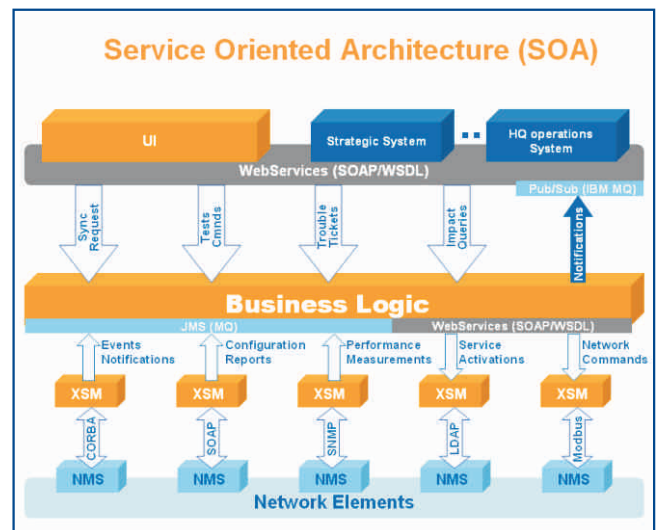 Service Oriented Architecture (SOA)
UI
Strategic System
HQ operations
System
WebServices (SOAP/WSDL)
Pub/Sub (IBM MQ)
Sync
Request
Tests
Cmnds
Trouble
Tickets
Impact
Queries
Notifications
Business Logic
JMS (MQ)
WebServices (SOAP/WSDL)
Events
Notifications
Configuration
Reports
Performance
Measurements
Service
Activations
Network
Commands
XSM
XSM
XSM
XSM
XSM
CORBA
SOAP
SNMP
LDAP
Modbus
NMS
NMS
NMS
NMS
NMS
Network Elements